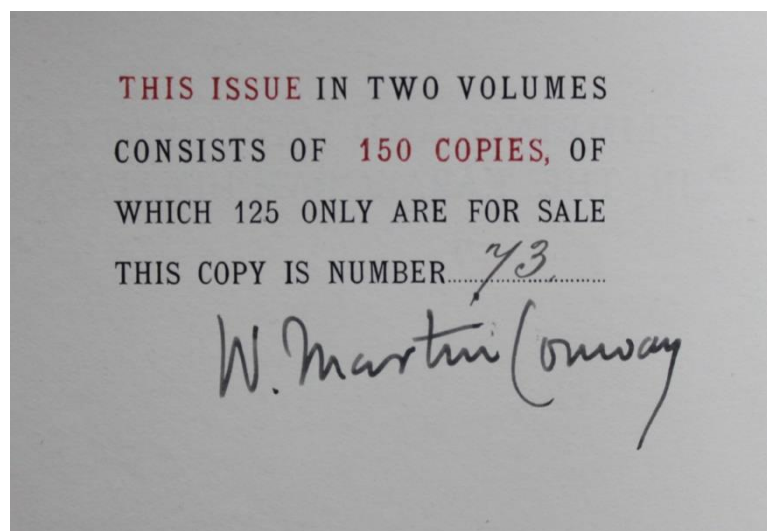 THIS ISSUE IN TWO VOLUMES
CONSISTS OF 150 COPIES, OF
WHICH 125 ONLY ARE FOR SALE
THIS COPY IS NUMBER 73
W. Martin Conway